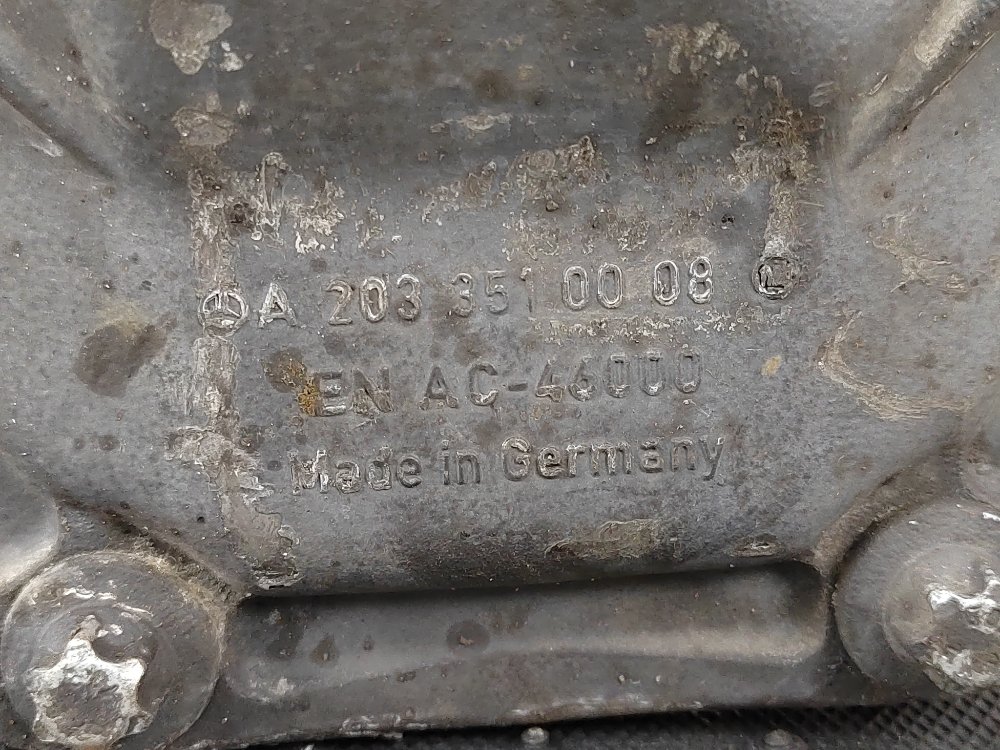 A 203 351 00 08 L
EN AC-46000
Made in Germany